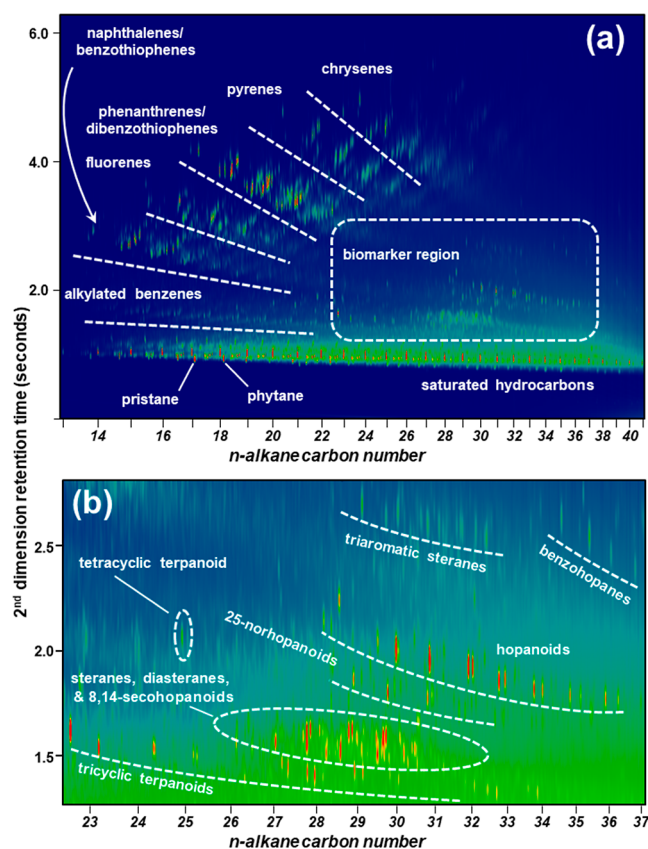 6.0
naphthalenes/
benzothiophenes
(a)
chrysenes
pyrenes
phenanthrenes/
dibenzothiophenes
4.0
fluorenes
biomarker region
2.0
alkylated benzenes
saturated hydrocarbons
pristane
phytane
14 16 18 20 22 24 26 28 30 32 34 36 38 40
n-alkane carbon number
2nd dimension retention time (seconds)
(b)
2.5
triaromatic steranes
benzohopanes
tetracyclic terpanoid
25-norhopanoids
hopanoids
2.0
steranes, diasteranes,
& 8,14-secohopanoids
1.5
tricyclic terpanoids
23 24 25 26 27 28 29 30 31 32 33 34 35 36 37
n-alkane carbon number